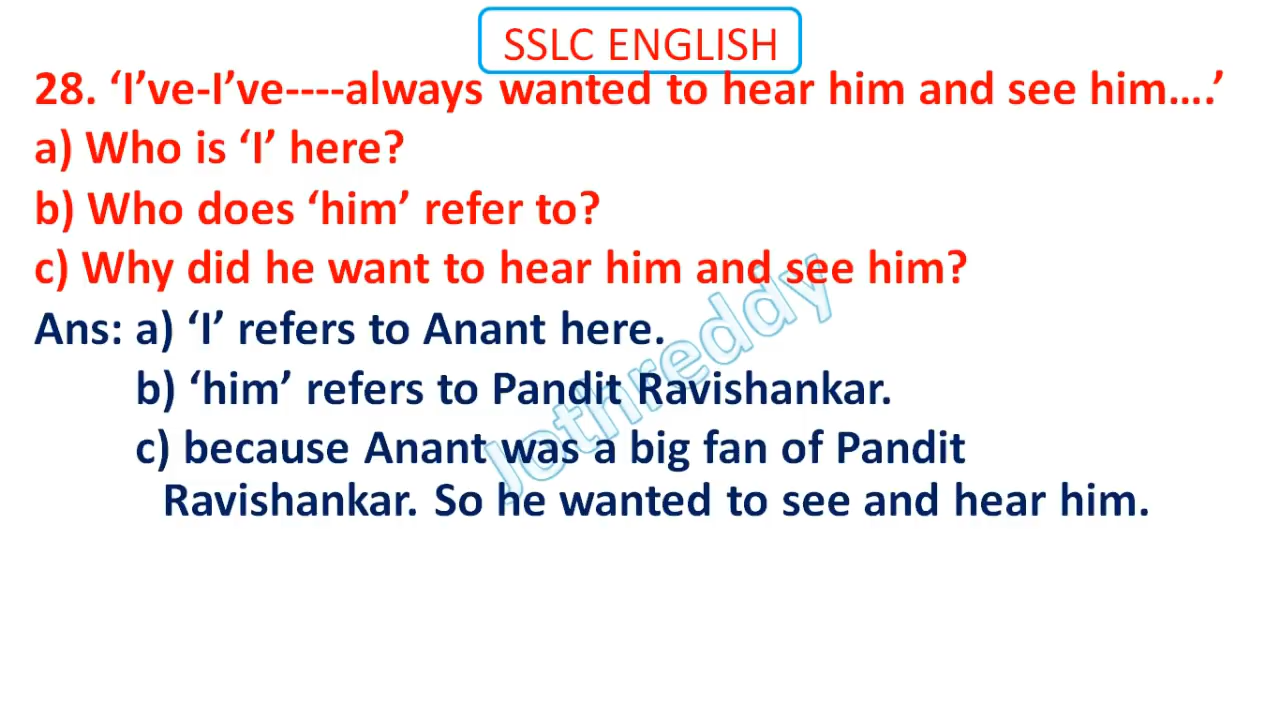 SSLC ENGLISH
28. ‘I’ve-I’ve----always wanted to hear him and see him….’
a) Who is ‘I’ here?
b) Who does ‘him’ refer to?
c) Why did he want to hear him and see him?
Ans: a) ‘I’ refers to Anant here.
b) ‘him’ refers to Pandit Ravishankar.
c) because Anant was a big fan of Pandit
Ravishankar. So he wanted to see and hear him.
Jothreddy